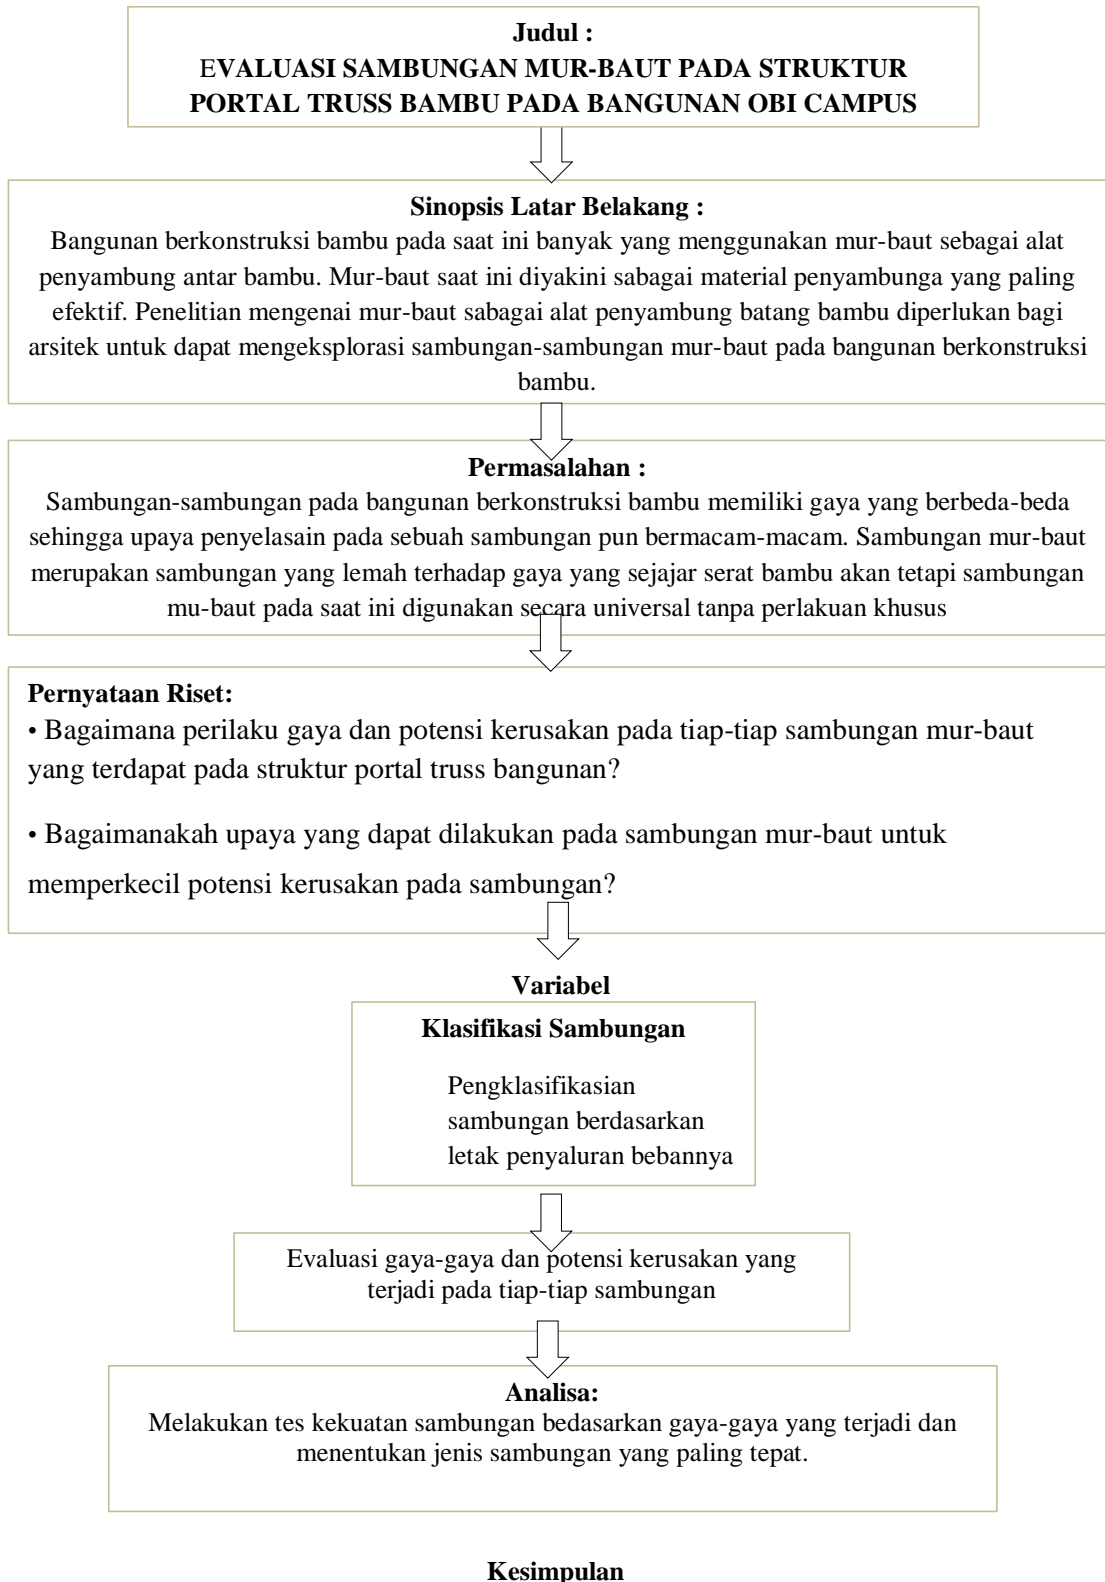 Judul :
EVALUASI SAMBUNGAN MUR-BAUT PADA STRUKTUR
PORTAL TRUSS BAMBU PADA BANGUNAN OBI CAMPUS
Sinopsis Latar Belakang :
Bangunan berkonstruksi bambu pada saat ini banyak yang menggunakan mur-baut sebagai alat
penyambung antar bambu. Mur-baut saat ini diyakini sabagai material penyambunga yang paling
efektif. Penelitian mengenai mur-baut sabagai alat penyambung batang bambu diperlukan bagi
arsitek untuk dapat mengeksplorasi sambungan-sambungan mur-baut pada bangunan berkonstruksi
bambu.
Permasalahan :
Sambungan-sambungan pada bangunan berkonstruksi bambu memiliki gaya yang berbeda-beda
sehingga upaya penyelasain pada sebuah sambungan pun bermacam-macam. Sambungan mur-baut
merupakan sambungan yang lemah terhadap gaya yang sejajar serat bambu akan tetapi sambungan
mu-baut pada saat ini digunakan secara universal tanpa perlakuan khusus
Pernyataan Riset:
• Bagaimana perilaku gaya dan potensi kerusakan pada tiap-tiap sambungan mur-baut
yang terdapat pada struktur portal truss bangunan?
• Bagaimanakah upaya yang dapat dilakukan pada sambungan mur-baut untuk
memperkecil potensi kerusakan pada sambungan?
Variabel
Klasifikasi Sambungan
Pengklasifikasian
sambungan berdasarkan
letak penyaluran bebannya
Evaluasi gaya-gaya dan potensi kerusakan yang
terjadi pada tiap-tiap sambungan
Analisa:
Melakukan tes kekuatan sambungan bedasarkan gaya-gaya yang terjadi dan
menentukan jenis sambungan yang paling tepat.
Kesimpulan